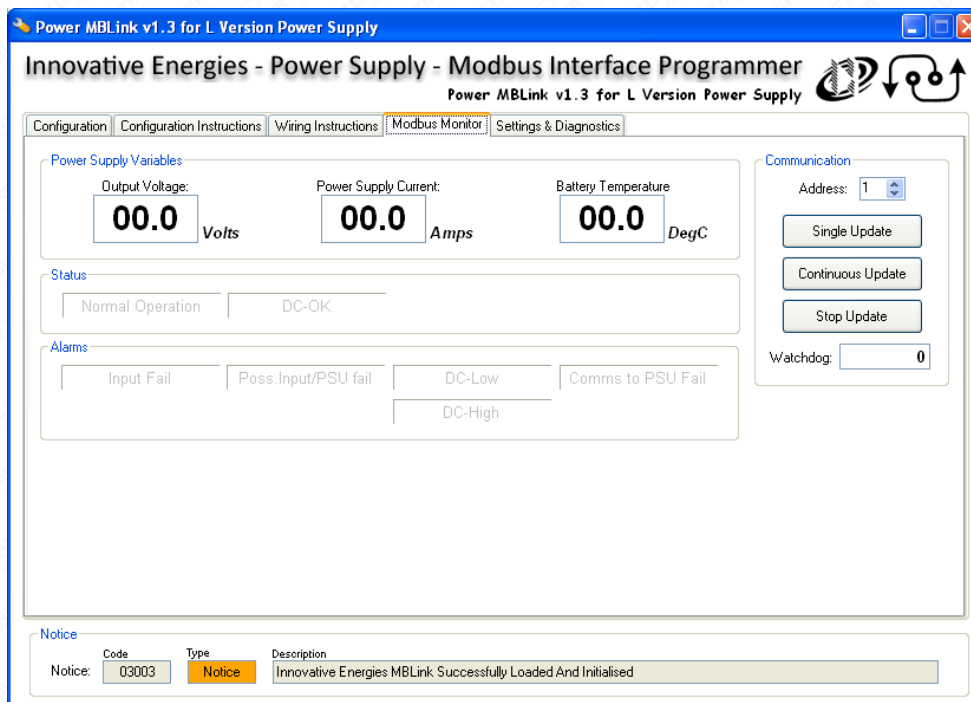 Power MBLink v1.3 for L Version Power Supply
Innovative Energies - Power Supply - Modbus Interface Programmer
Power MBLink v1.3 for L Version Power Supply
Configuration Configuration Instructions Wiring Instructions Modbus Monitor Settings & Diagnostics
Power Supply Variables
Output Voltage: Power Supply Current: Battery Temperature
00.0 Volts 00.0 Amps 00.0 DegC
Status
Normal Operation DC-OK
Alarms
Input Fail Poss.Input/PSU fail DC-Low Comms to PSU Fail
DC-High
Communication
Address: 1
Single Update
Continuous Update
Stop Update
Watchdog: 0
Notice
Code Type Description
Notice: 03003 Notice Innovative Energies MBLink Successfully Loaded And Initialised